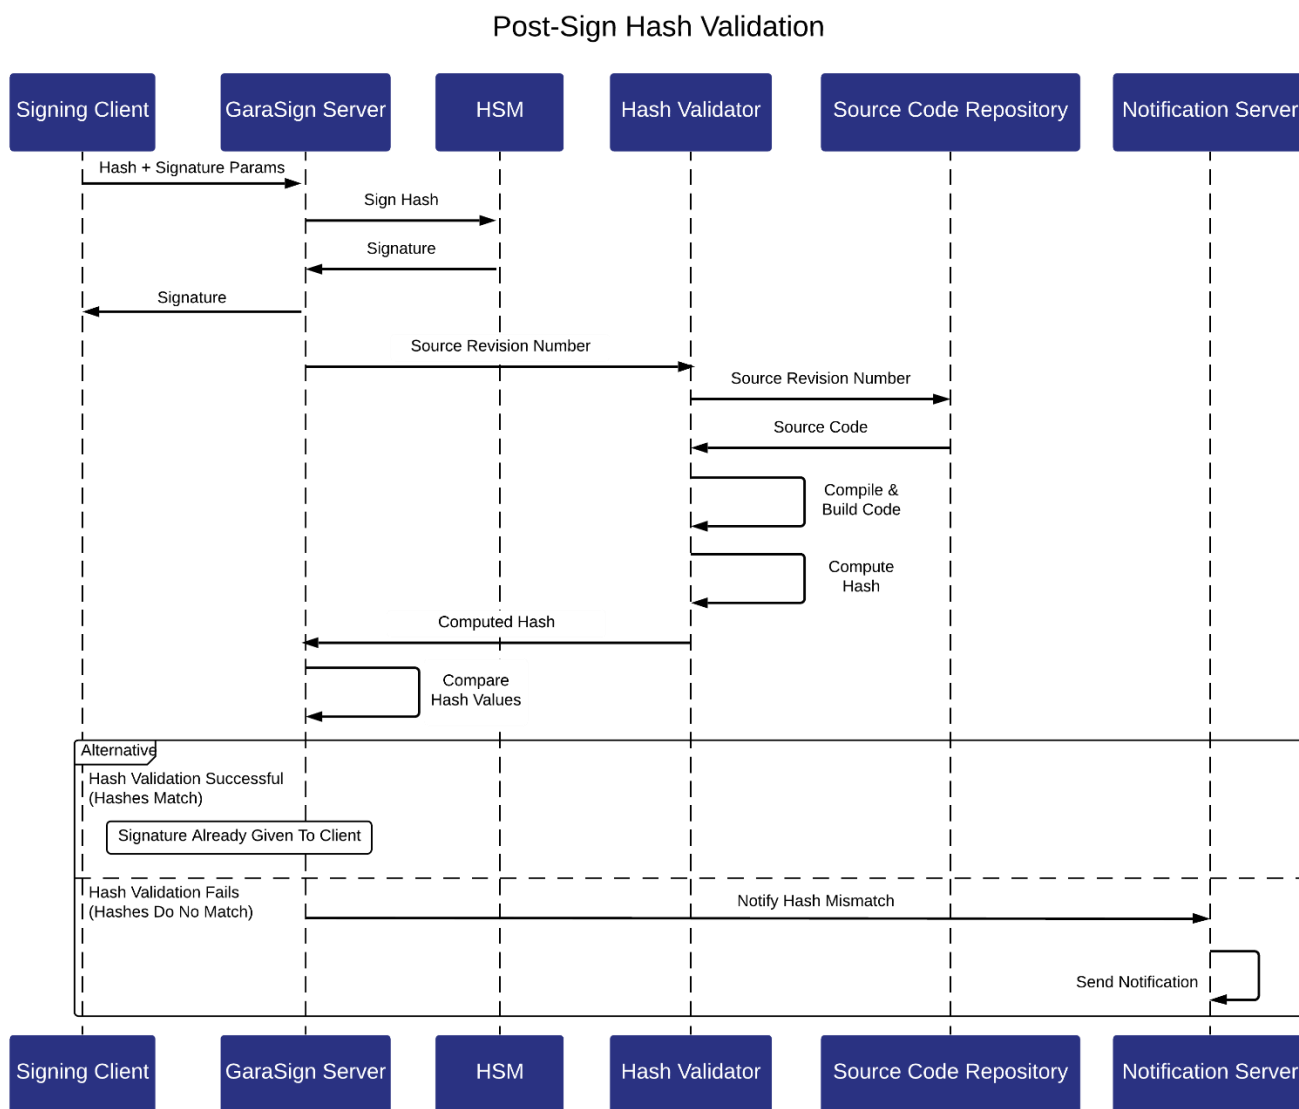 Post-Sign Hash Validation
Signing Client
GaraSign Server
HSM
Hash Validator
Source Code Repository
Notification Server
Hash + Signature Params
Sign Hash
Signature
Signature
Source Revision Number
Source Revision Number
Source Code
Compile &
Build Code
Compute
Hash
Computed Hash
Compare
Hash Values
Alternative
Hash Validation Successful
(Hashes Match)
Signature Already Given To Client
Hash Validation Fails
(Hashes Do No Match)
Notify Hash Mismatch
Send Notification
Signing Client
GaraSign Server
HSM
Hash Validator
Source Code Repository
Notification Server